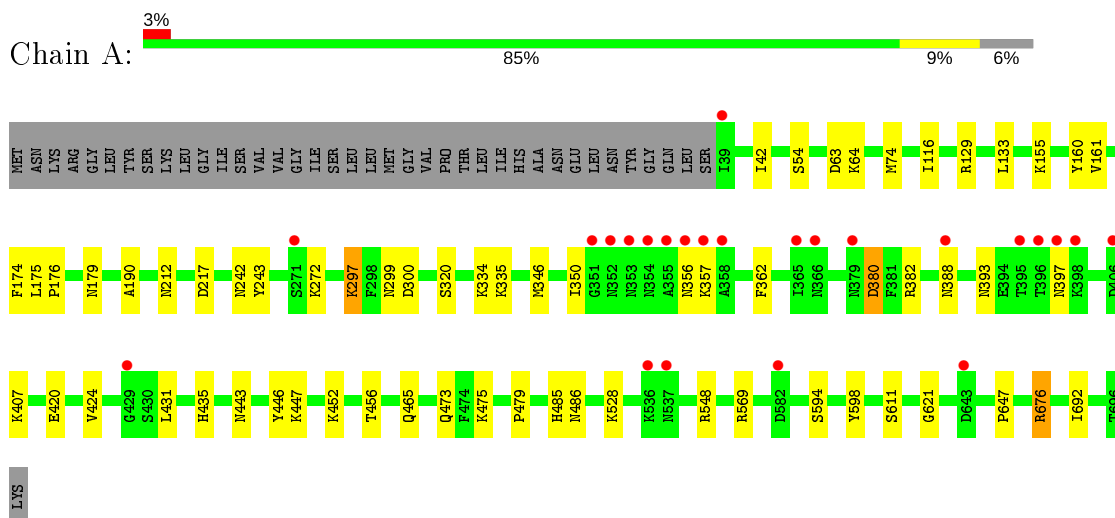 3%
Chain A:
85% 9% 6%
MET ASN LYS ARG GLY LEU TYR SER LYS LEU GLY ILE SER VAL VAL GLY ILE SER LEU LEU MET GLY VAL PRO THR LEU ILE HIS ALA ASN GLU LEU ASN TYR GLY GLN LEU SER I39 I42 S54 D63 K64 M74 I116 R129 L133 K155 Y160 V161
F174 L175 P176 N179 A190 N212 D217 N242 Y243 S271 K272 K297 F298 N299 D300 S320 K334 K335 M346 I350 G351 N352 N353 N354 A355 N356 K357 A358 F362 I365 N366 N379 D380 F381 R382 N388 N393 E394 T395 T396 N397 K398 D406
K407 E420 V424 G429 S430 L431 H435 N443 Y446 K447 K452 T456 Q465 Q473 F474 K475 P479 H485 N486 K528 K536 N537 R548 R569 D582 S594 Y598 S611 G621 D643 P647 R676 I692 T696
LYS